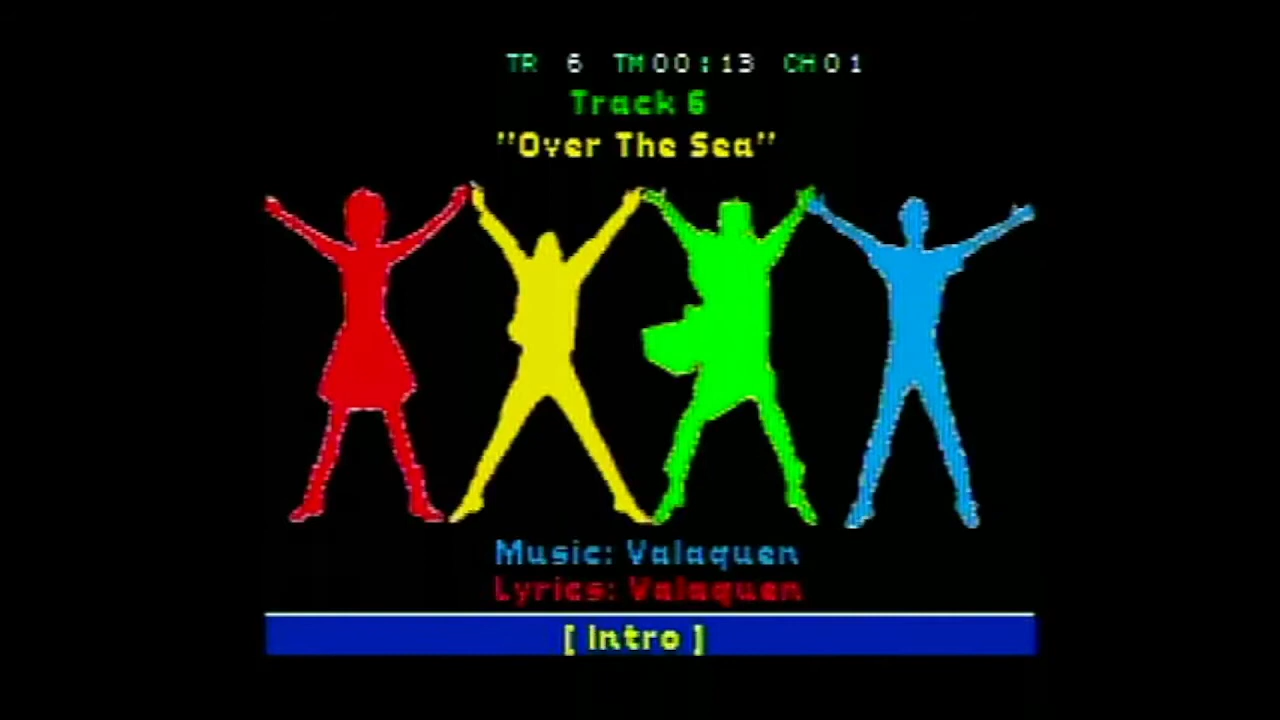 TR 6 TM00:13 CH01
Track 6
"Over The Sea"
Music: Valaquen
Lyrics: Valaquen
[ Intro ]